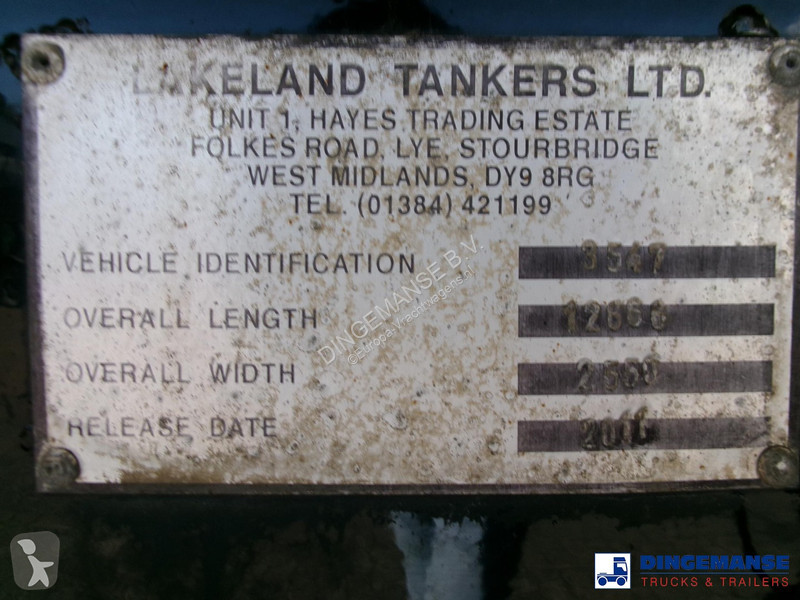 LAKELAND TANKERS LTD.
UNIT 1, HAYES TRADING ESTATE
FOLKES ROAD, LYE, STOURBRIDGE
WEST MIDLANDS, DY9 8RG
TEL. (01384) 421199
VEHICLE IDENTIFICATION 3547
OVERALL LENGTH
OVERALL WIDTH
RELEASE DATE
DINGEMANSE B.V.
DINGEMANSE
TRUCKS & TRAILERS